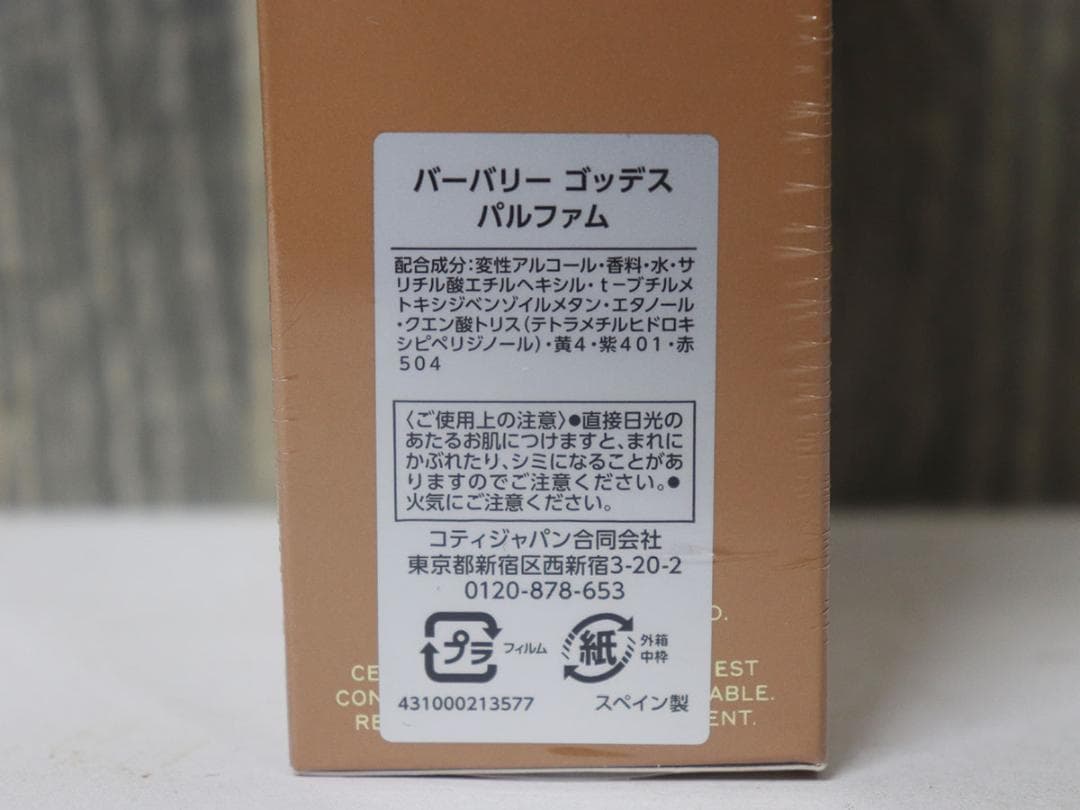 バーバリー ゴッデス
パルファム
配合成分:変性アルコール・香料・水・サ
リチル酸エチルヘキシル・t－ブチルメ
トキシジベンゾイルメタン・エタノール
・クエン酸トリス(テトラメチルヒドロキ
シピペリジノール)・黄4・紫401・赤
504
〈ご使用上の注意〉●直接日光の
あたるお肌につけますと、まれに
かぶれたり、シミになることがあ
りますのでご注意ください。●
火気にご注意ください。
コティジャパン合同会社
東京都新宿区西新宿3-20-2
0120-878-653
D.
プラ フィルム 紙 外箱
中枠
CE EST
CON ABLE.
431000213577 スペイン製
RE ENT.